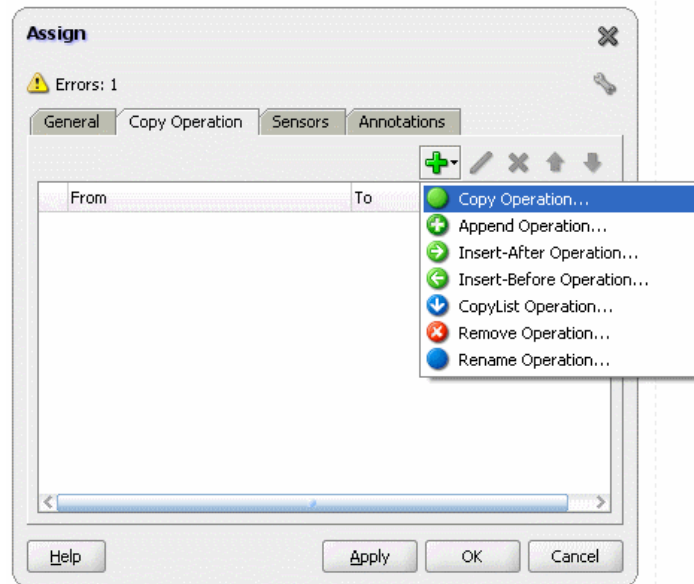 Assign
Errors: 1
General Copy Operation Sensors Annotations
From To
Copy Operation...
Append Operation...
Insert-After Operation...
Insert-Before Operation...
CopyList Operation...
Remove Operation...
Rename Operation...
Help Apply OK Cancel